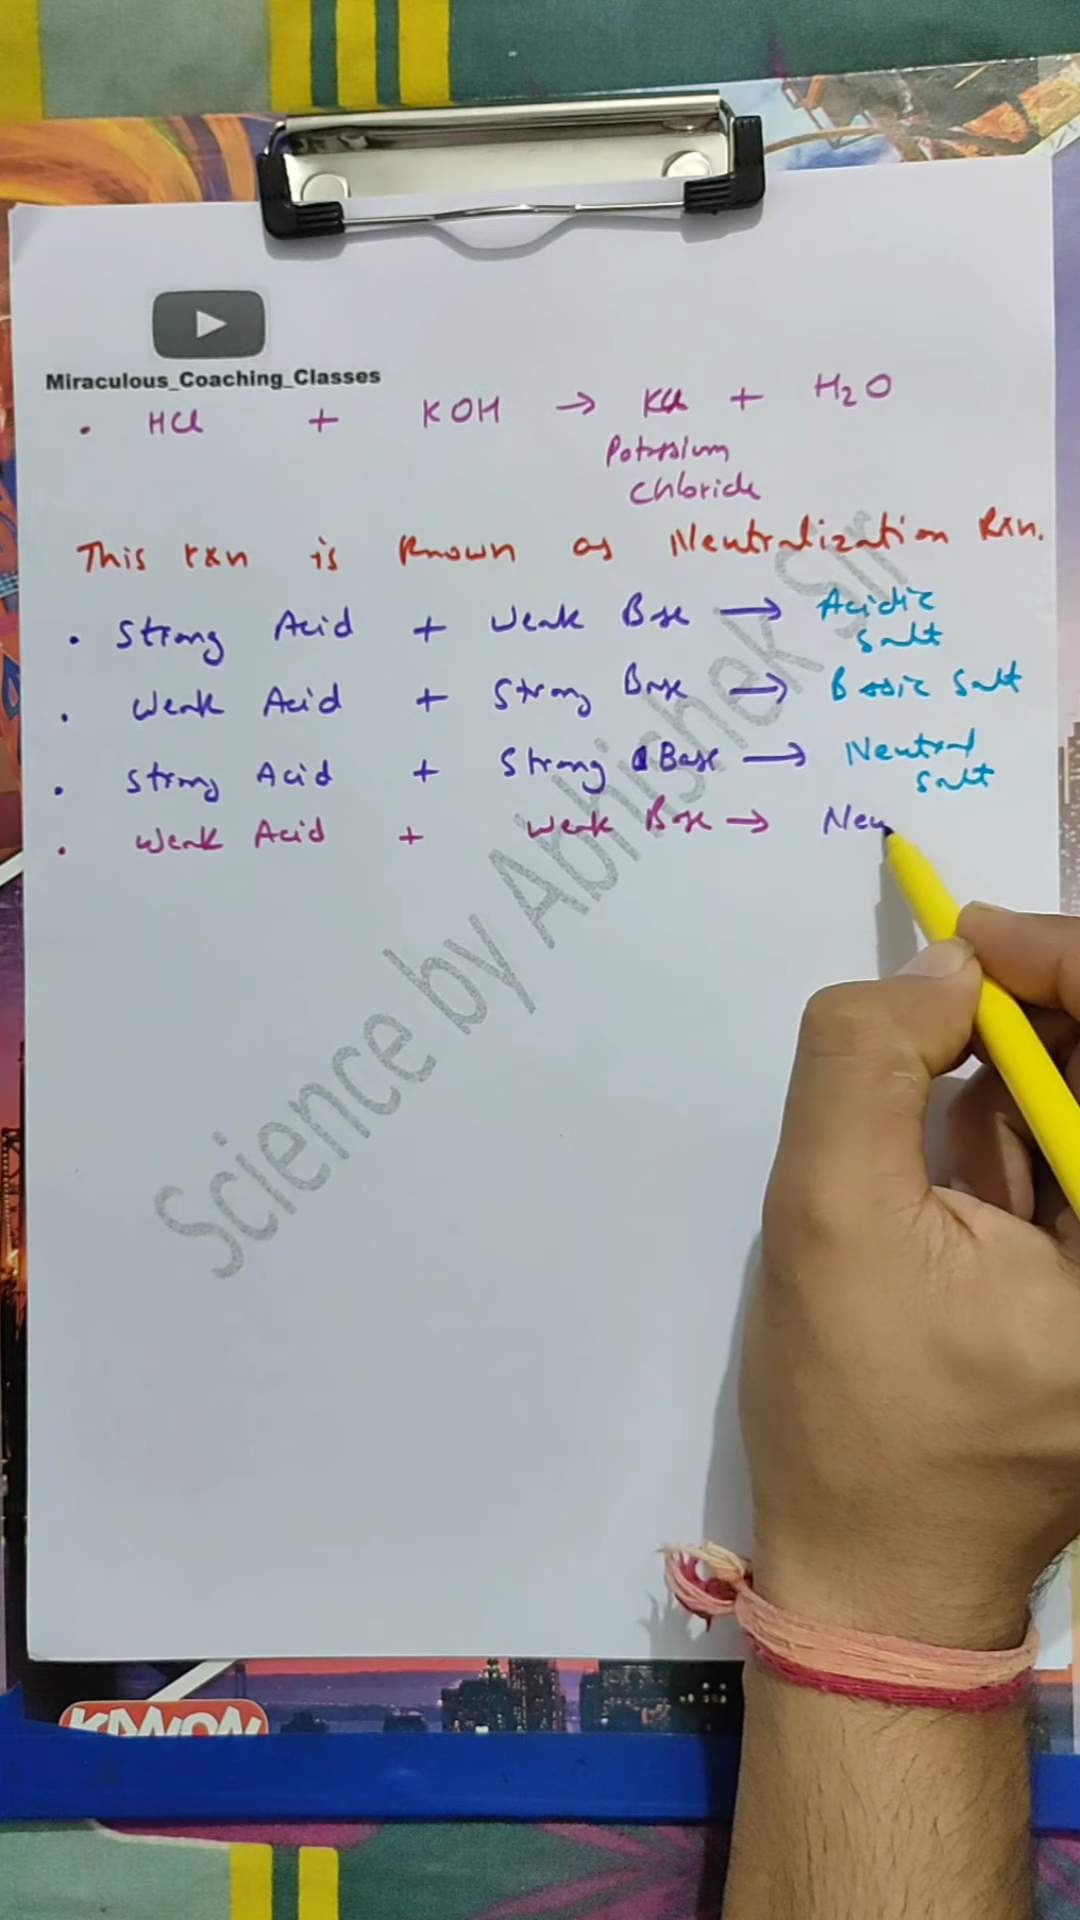 Miraculous_Coaching_Classes
. HCl + KOH → KCl + H2O
Potassium
Chloride
This rxn is known as Neutralization Rxn.
. Strong Acid + Weak Base → Acidic
Salt
. Weak Acid + Strong Base → Basic Salt
. Strong Acid + Strong Base → Neutral
Salt
. Weak Acid + Weak Base → Neu
Science by Abhishek Sir
KAWON